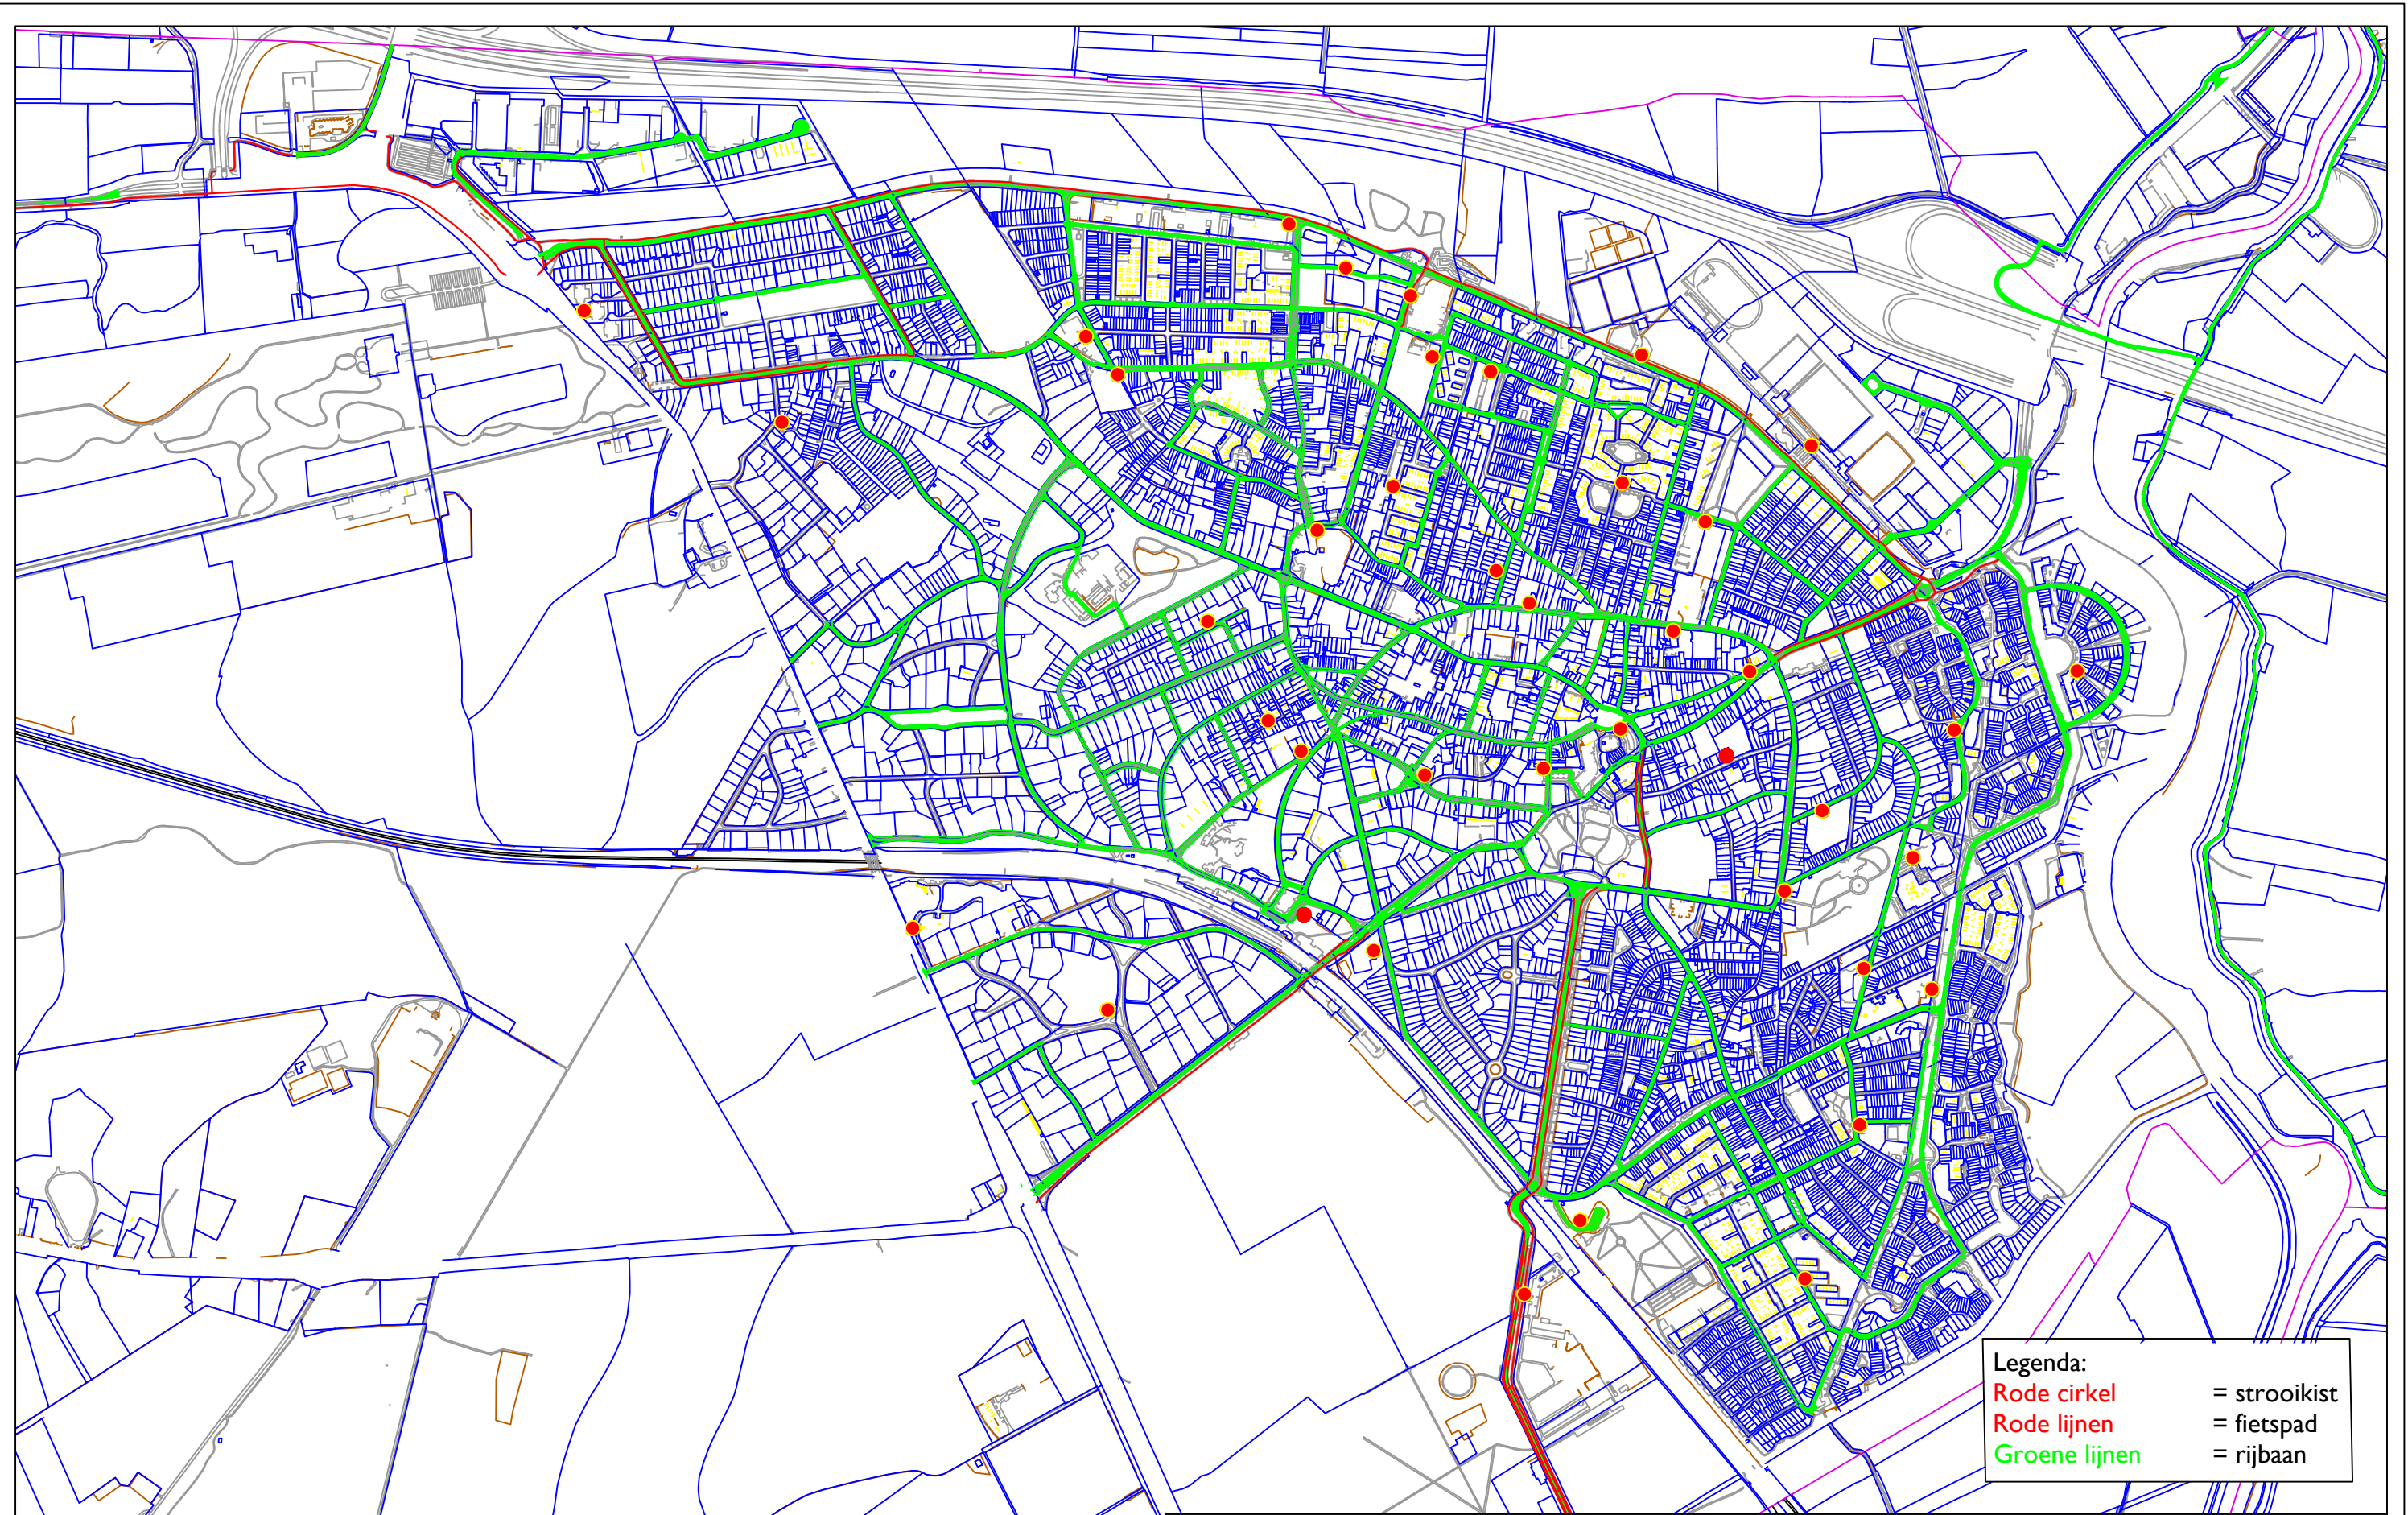 Legenda:
Rode cirkel = strooikist
Rode lijnen = fietspad
Groene lijnen = rijbaan